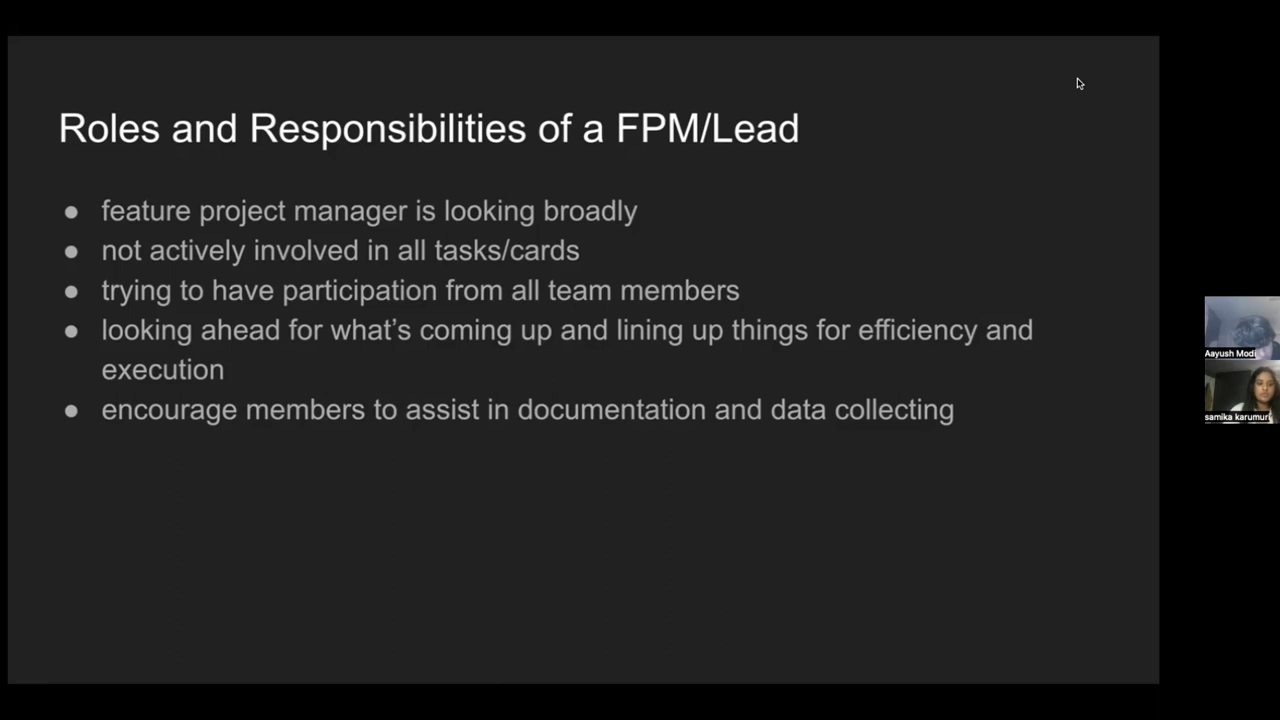 Roles and Responsibilities of a FPM/Lead
● feature project manager is looking broadly
● not actively involved in all tasks/cards
● trying to have participation from all team members
● looking ahead for what’s coming up and lining up things for efficiency and
execution
● encourage members to assist in documentation and data collecting
Aayush Modi
samika karumuri